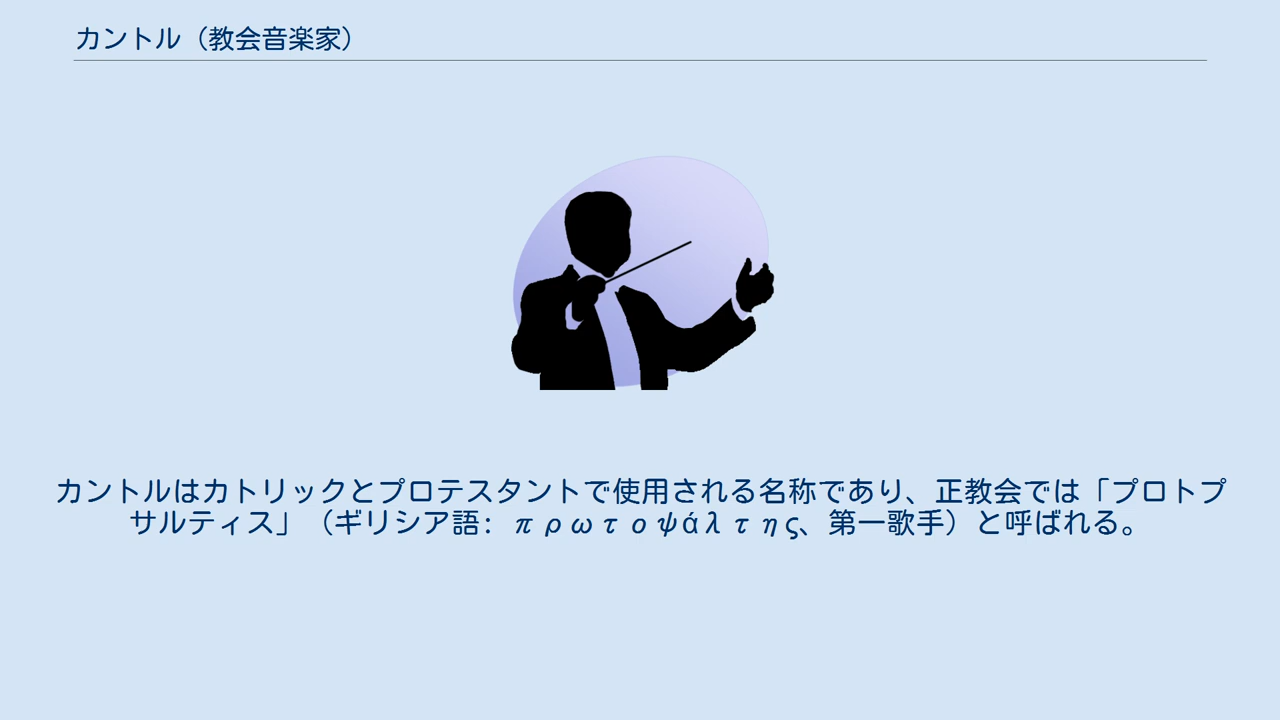 カントル（教会音楽家）
カントルはカトリックとプロテスタントで使用される名称であり、正教会では「プロトプ
サルティス」（ギリシア語: πρωτοψάλτης、第一歌手）と呼ばれる。